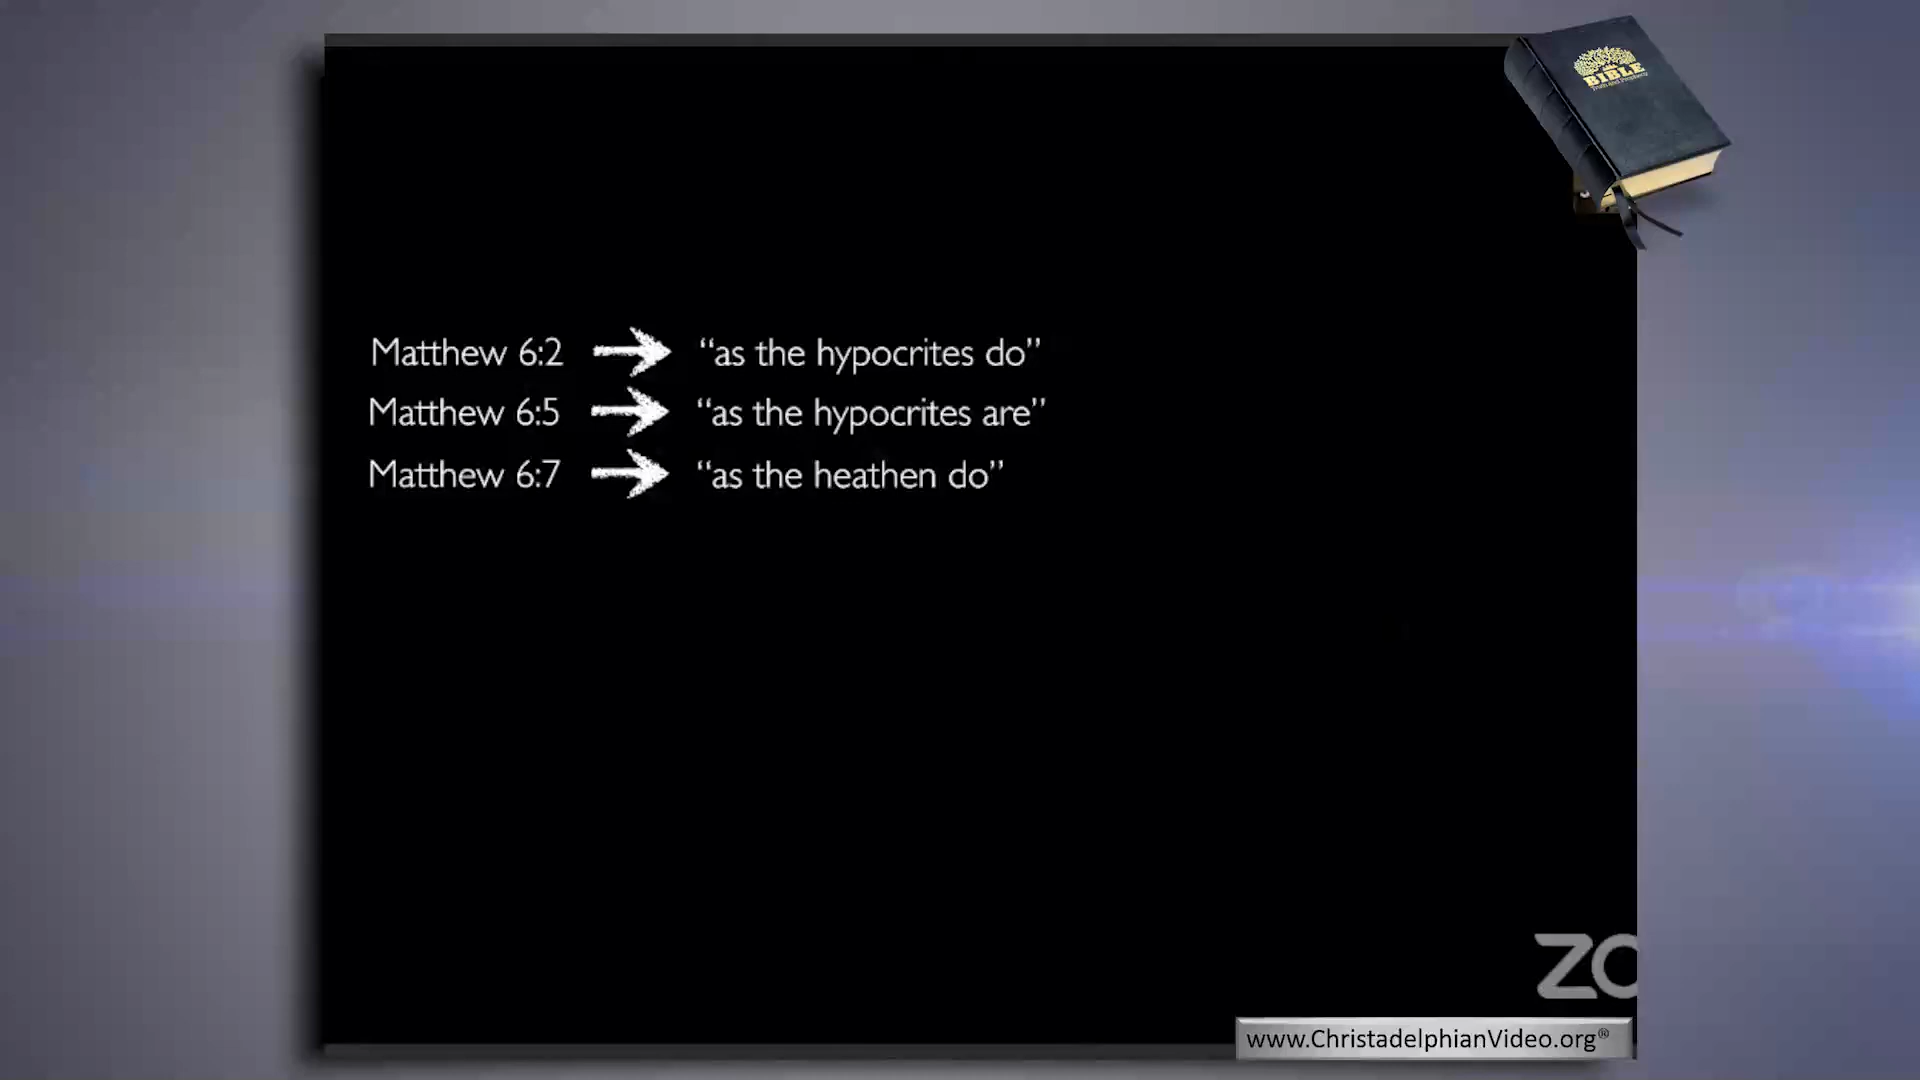 BIBLE
Matthew 6:2 “as the hypocrites do”
Matthew 6:5 “as the hypocrites are”
Matthew 6:7 “as the heathen do”
www.ChristadelphianVideo.org®